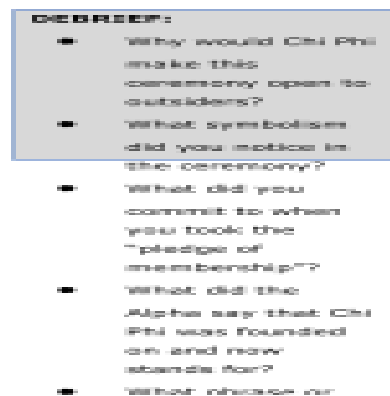 DEBRIEF:
• Why would Chi Phi
make this
ceremony open to
outsiders?
• What symbolism
did you notice in
the ceremony?
• What did you
commit to when
you took the
"pledge of
membership"?
• What did the
Alpha say that Chi
Phi was founded
on and now
stands for?
• What phrase or